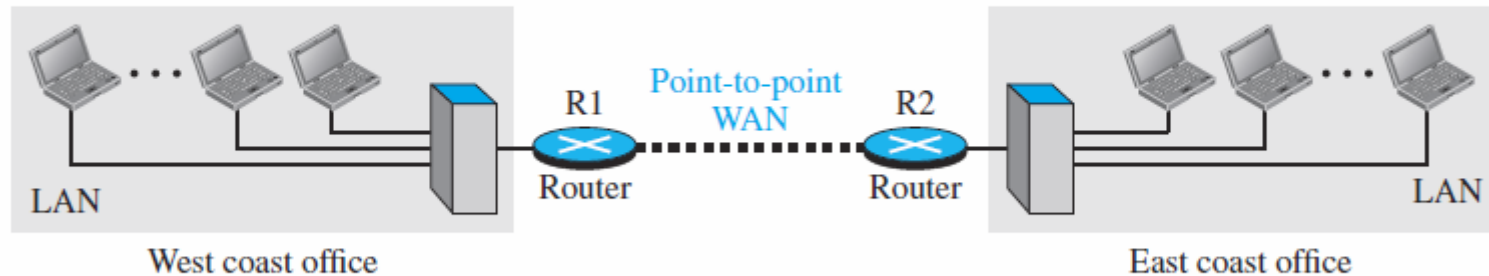 Point-to-point
WAN
R1
R2
Router
Router
LAN
LAN
West coast office
East coast office